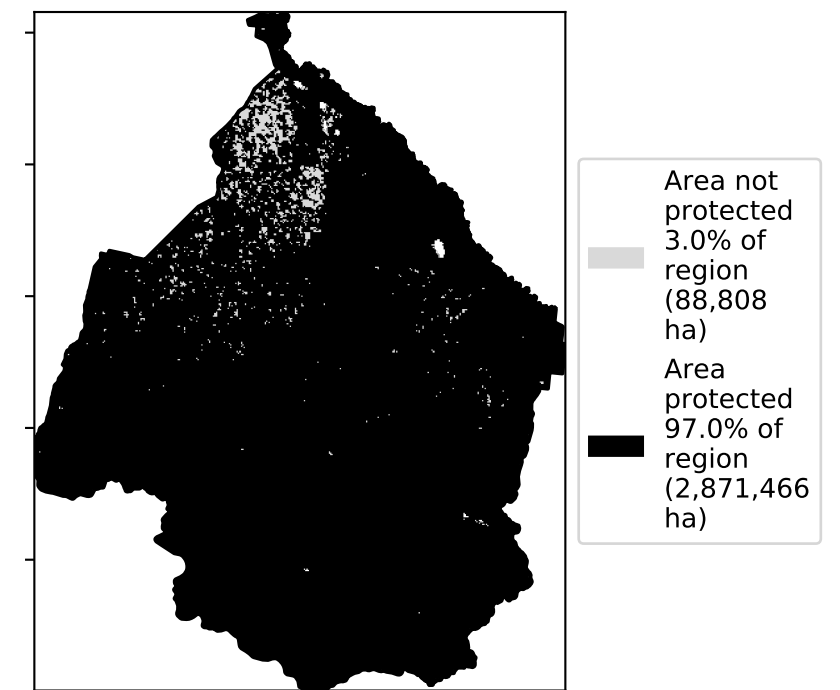 Area not
protected
3.0% of
region
(88,808
ha)
Area
protected
97.0% of
region
(2,871,466
ha)